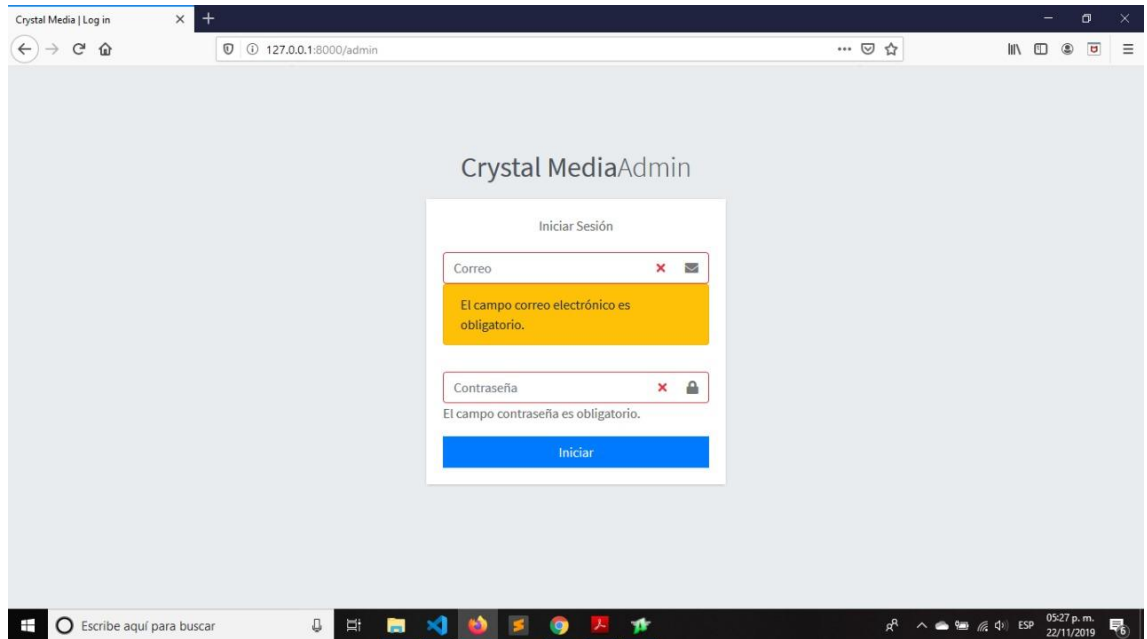 Crystal Media | Log in
127.0.0.1:8000/admin
Crystal MediaAdmin
Iniciar Sesión
Correo
El campo correo electrónico es
obligatorio.
Contraseña
El campo contraseña es obligatorio.
Iniciar
Escribe aquí para buscar
ESP
05:27 p. m.
22/11/2019
6